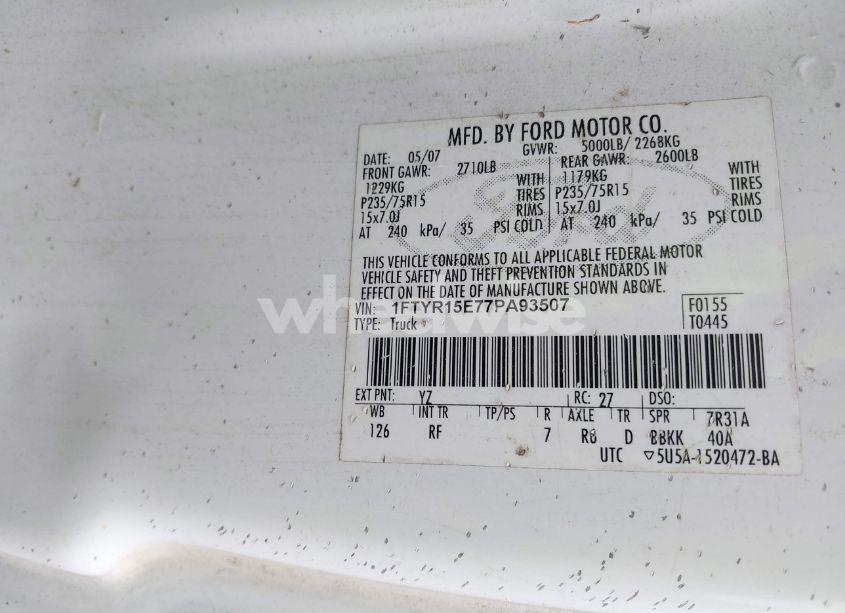 MFD. BY FORD MOTOR CO.
DATE: 05/07 GVWR: 5000LB/ 2268KG
FRONT GAWR: 2710LB REAR GAWR: 2600LB
1229KG WITH 1179KG WITH
P235/75R15 TIRES P235/75R15 TIRES
15x7.0J RIMS 15x7.0J RIMS
AT 240 kPa/ 35 PSI COLD AT 240 kPa/ 35 PSI COLD
THIS VEHICLE CONFORMS TO ALL APPLICABLE FEDERAL MOTOR
VEHICLE SAFETY AND THEFT PREVENTION STANDARDS IN
EFFECT ON THE DATE OF MANUFACTURE SHOWN ABOVE.
VIN: 1FTYR15E77PA93507 F0155
TYPE: Truck T0445
wheelwise
EXT PNT: YZ RC: 27 DSO:
WB INT TR TP/PS R AXLE TR SPR 7R31A
126 RF 7 R8 D BBKK 40A
UTC ▽5U5A-1520472-BA